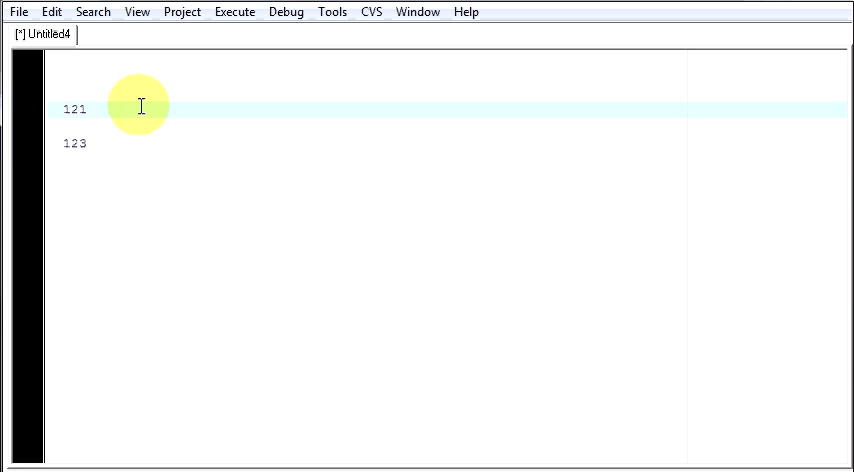 File Edit Search View Project Execute Debug Tools CVS Window Help
[*] Untitled4
121
123